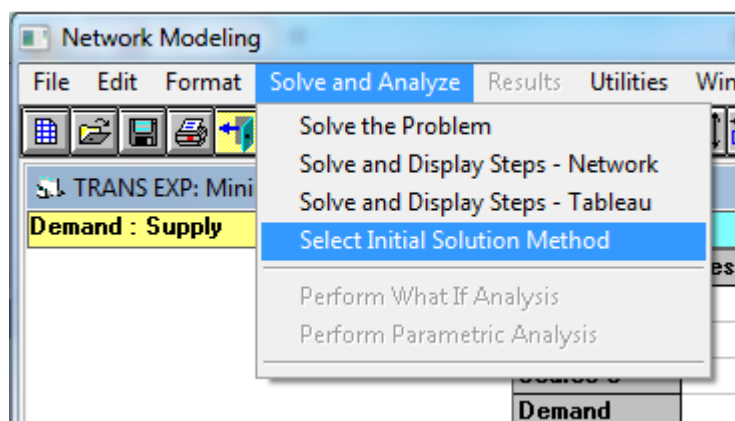 Network Modeling
File Edit Format Solve and Analyze Results Utilities Win
Solve the Problem
Solve and Display Steps - Network
Solve and Display Steps - Tableau
Select Initial Solution Method
Perform What If Analysis
Perform Parametric Analysis
TRANS EXP: Mini
Demand : Supply
Demand